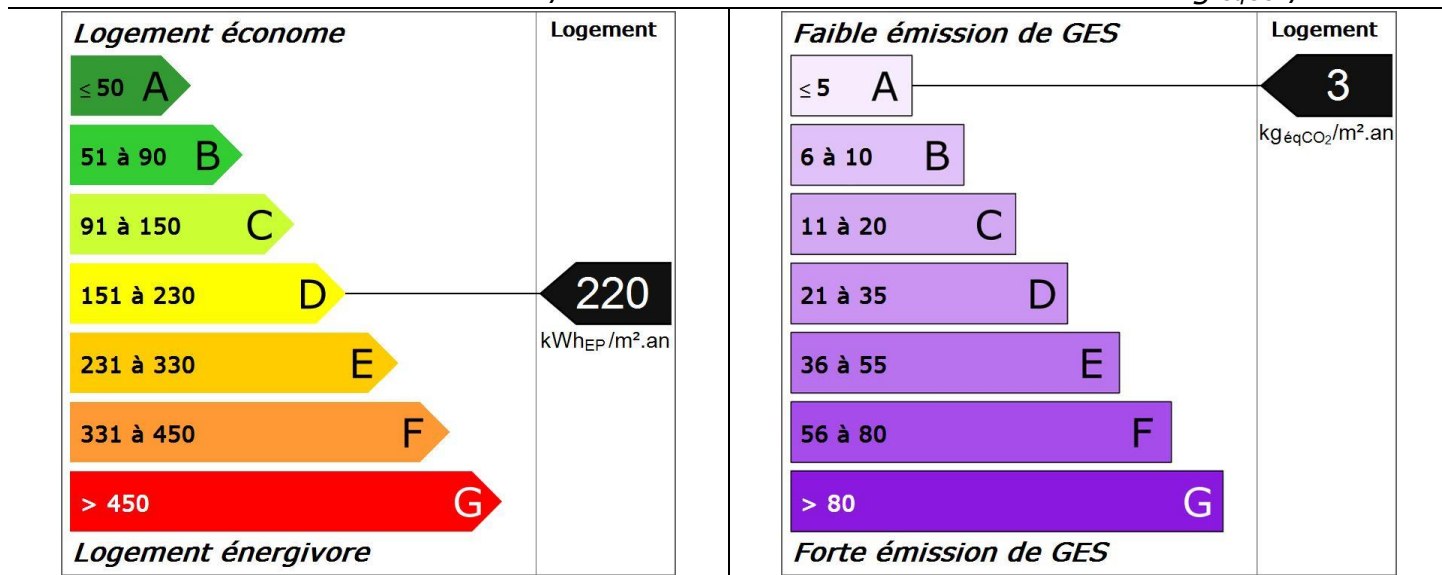 Logement économe
Logement
≤ 50 A
51 à 90 B
91 à 150 C
151 à 230 D
220
kWhEP/m².an
231 à 330 E
331 à 450 F
> 450 G
Logement énergivore
Faible émission de GES
Logement
≤ 5 A
3
kgéqCO2/m².an
6 à 10 B
11 à 20 C
21 à 35 D
36 à 55 E
56 à 80 F
> 80 G
Forte émission de GES